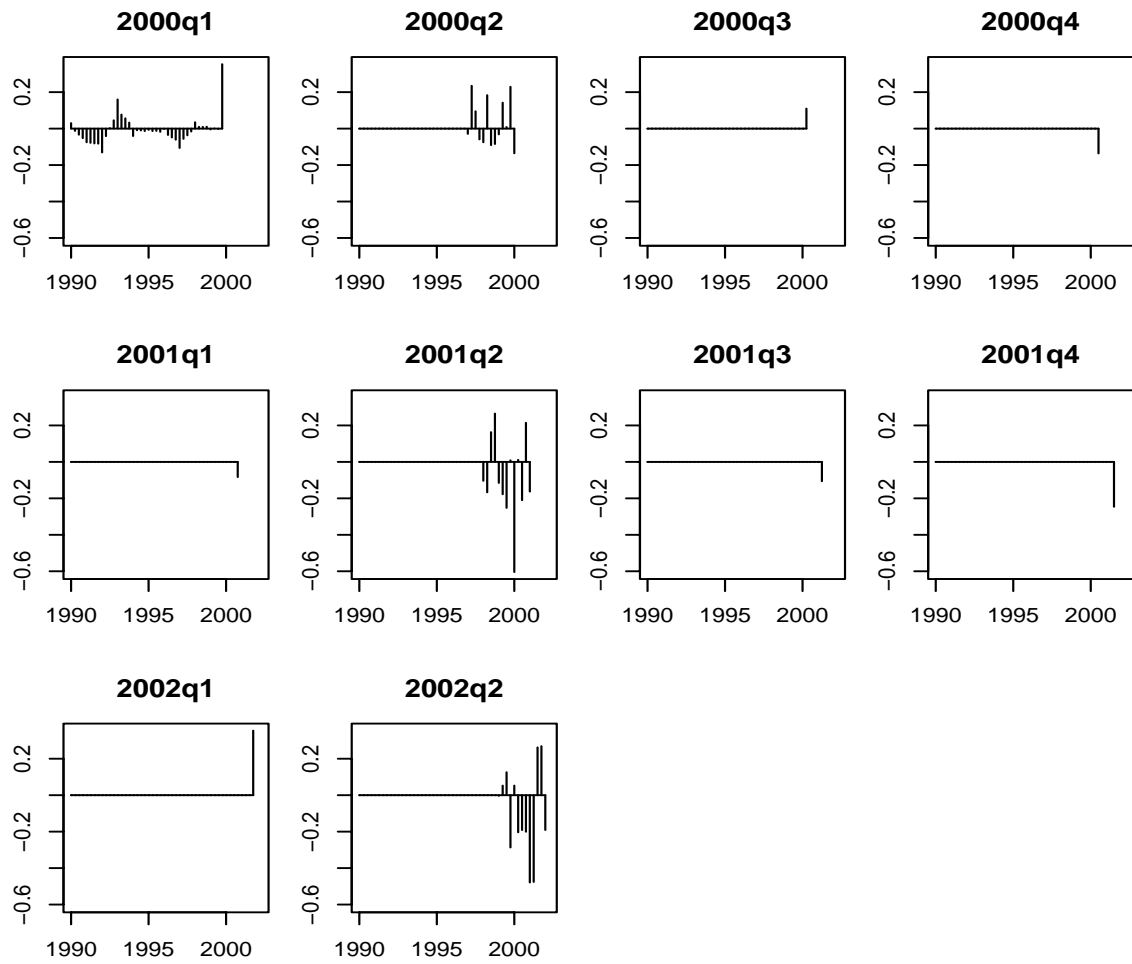 2000q1 2000q2 2000q3 2000q4
0.2 0.2 0.2 0.2
−0.2 −0.2 −0.2 −0.2
−0.6 −0.6 −0.6 −0.6
1990 1995 2000 1990 1995 2000 1990 1995 2000 1990 1995 2000
2001q1 2001q2 2001q3 2001q4
0.2 0.2 0.2 0.2
−0.2 −0.2 −0.2 −0.2
−0.6 −0.6 −0.6 −0.6
1990 1995 2000 1990 1995 2000 1990 1995 2000 1990 1995 2000
2002q1 2002q2
0.2 0.2
−0.2 −0.2
−0.6 −0.6
1990 1995 2000 1990 1995 2000